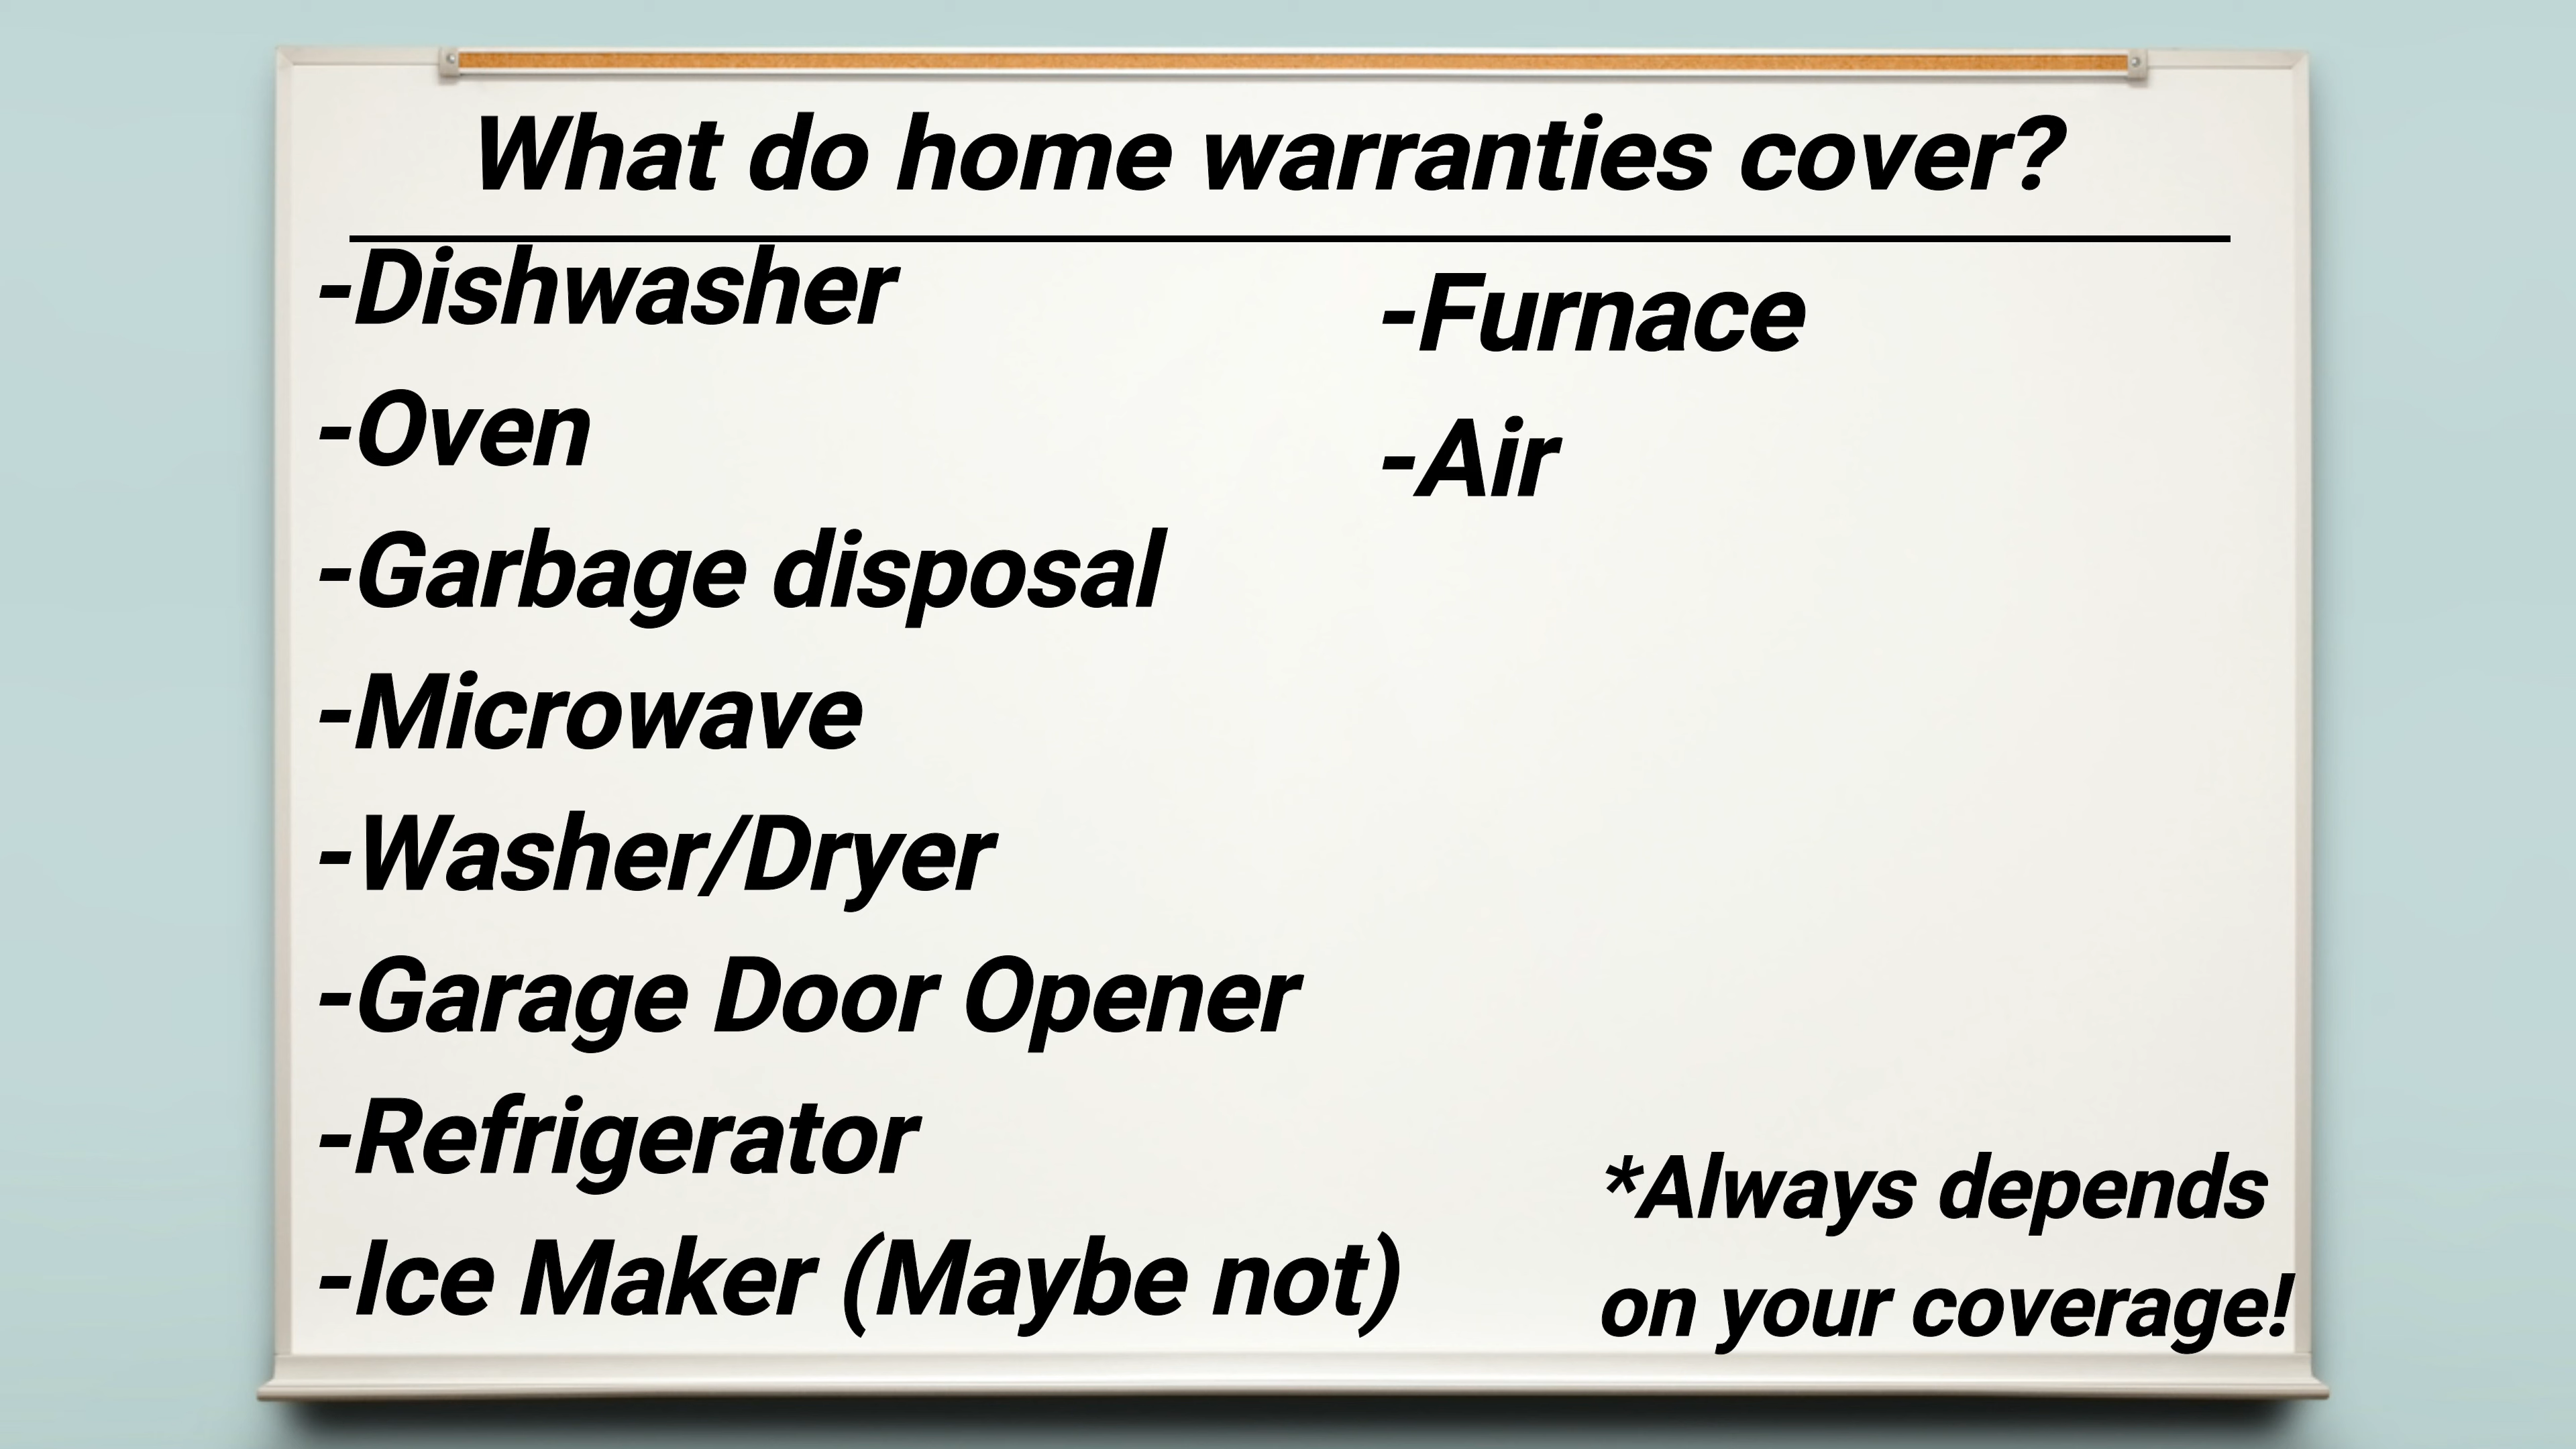 What do home warranties cover?
-Dishwasher
-Oven
-Garbage disposal
-Microwave
-Washer/Dryer
-Garage Door Opener
-Refrigerator
-Ice Maker (Maybe not)
-Furnace
-Air
*Always depends
on your coverage!